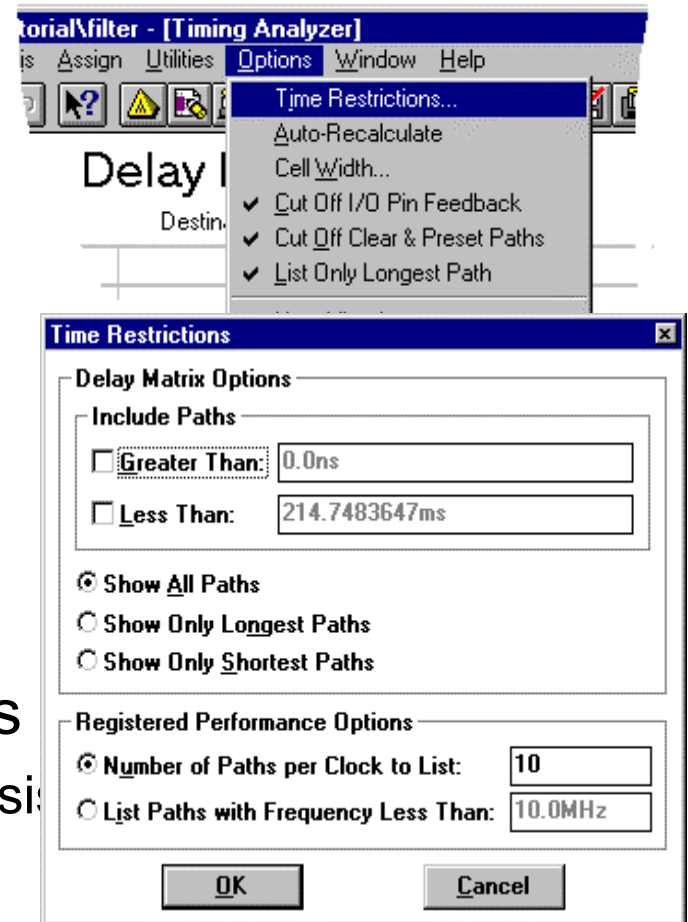 torial\filter - [Timing Analyzer]
is Assign Utilities Options Window Help
Time Restrictions...
Auto-Recalculate
Cell Width...
Cut Off I/O Pin Feedback
Cut Off Clear & Preset Paths
List Only Longest Path
Delay
Destin
Time Restrictions
Delay Matrix Options
Include Paths
Greater Than: 0.0ns
Less Than: 214.7483647ms
Show All Paths
Show Only Longest Paths
Show Only Shortest Paths
s
Registered Performance Options
Number of Paths per Clock to List: 10
sis
List Paths with Frequency Less Than: 10.0MHz
OK Cancel